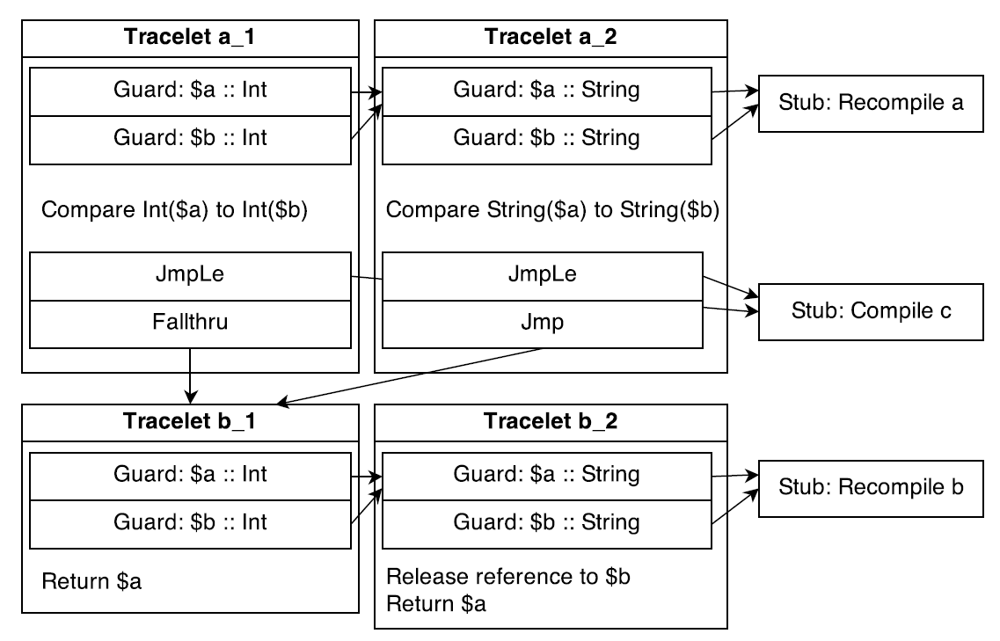 Tracelet a_1
Guard: $a :: Int
Guard: $b :: Int
Compare Int($a) to Int($b)
JmpLe
Fallthru
Tracelet a_2
Guard: $a :: String
Guard: $b :: String
Compare String($a) to String($b)
JmpLe
Jmp
Stub: Recompile a
Stub: Compile c
Tracelet b_1
Guard: $a :: Int
Guard: $b :: Int
Return $a
Tracelet b_2
Guard: $a :: String
Guard: $b :: String
Release reference to $b
Return $a
Stub: Recompile b